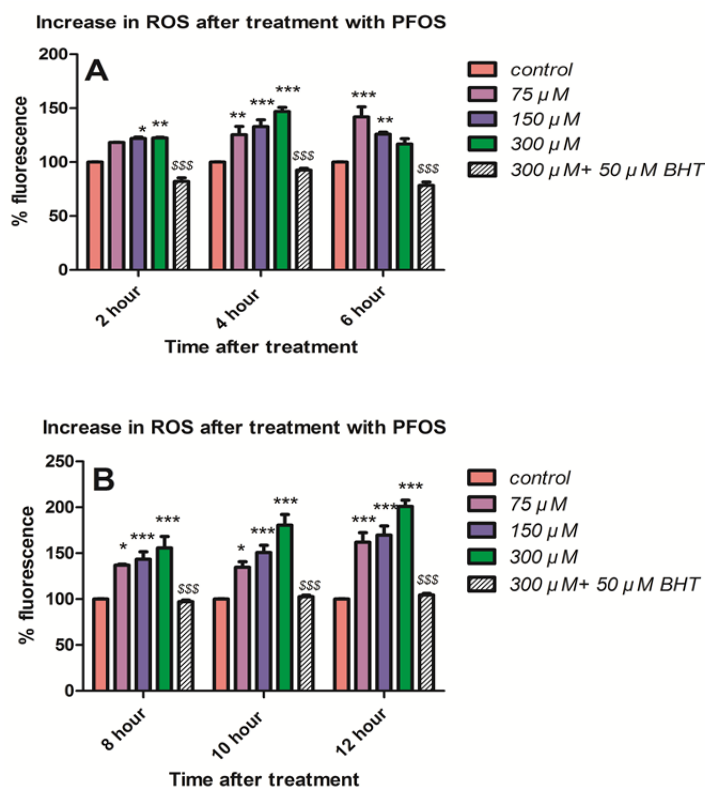 Increase in ROS after treatment with PFOS
A
% fluorescence
200
150
100
50
0
*
**
$$$
**
***
***
$$$
***
**
$$$
2 hour
4 hour
6 hour
Time after treatment
control
75 µM
150 µM
300 µM
300 µM+ 50 µM BHT
Increase in ROS after treatment with PFOS
B
% fluorescence
250
200
150
100
50
0
*
***
***
$$$
*
***
***
$$$
***
***
***
$$$
8 hour
10 hour
12 hour
Time after treatment
control
75 µM
150 µM
300 µM
300 µM+ 50 µM BHT